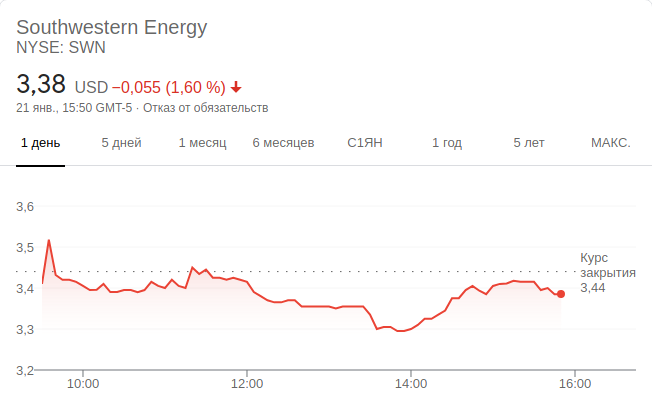 Southwestern Energy
NYSE: SWN
3,38 USD −0,055 (1,60 %)
21 янв., 15:50 GMT-5 · Отказ от обязательств
1 день 5 дней 1 месяц 6 месяцев С1ЯН 1 год 5 лет МАКС.
3,6
3,5
Курс
закрытия
3,44
3,4
3,3
3,2
10:00 12:00 14:00 16:00